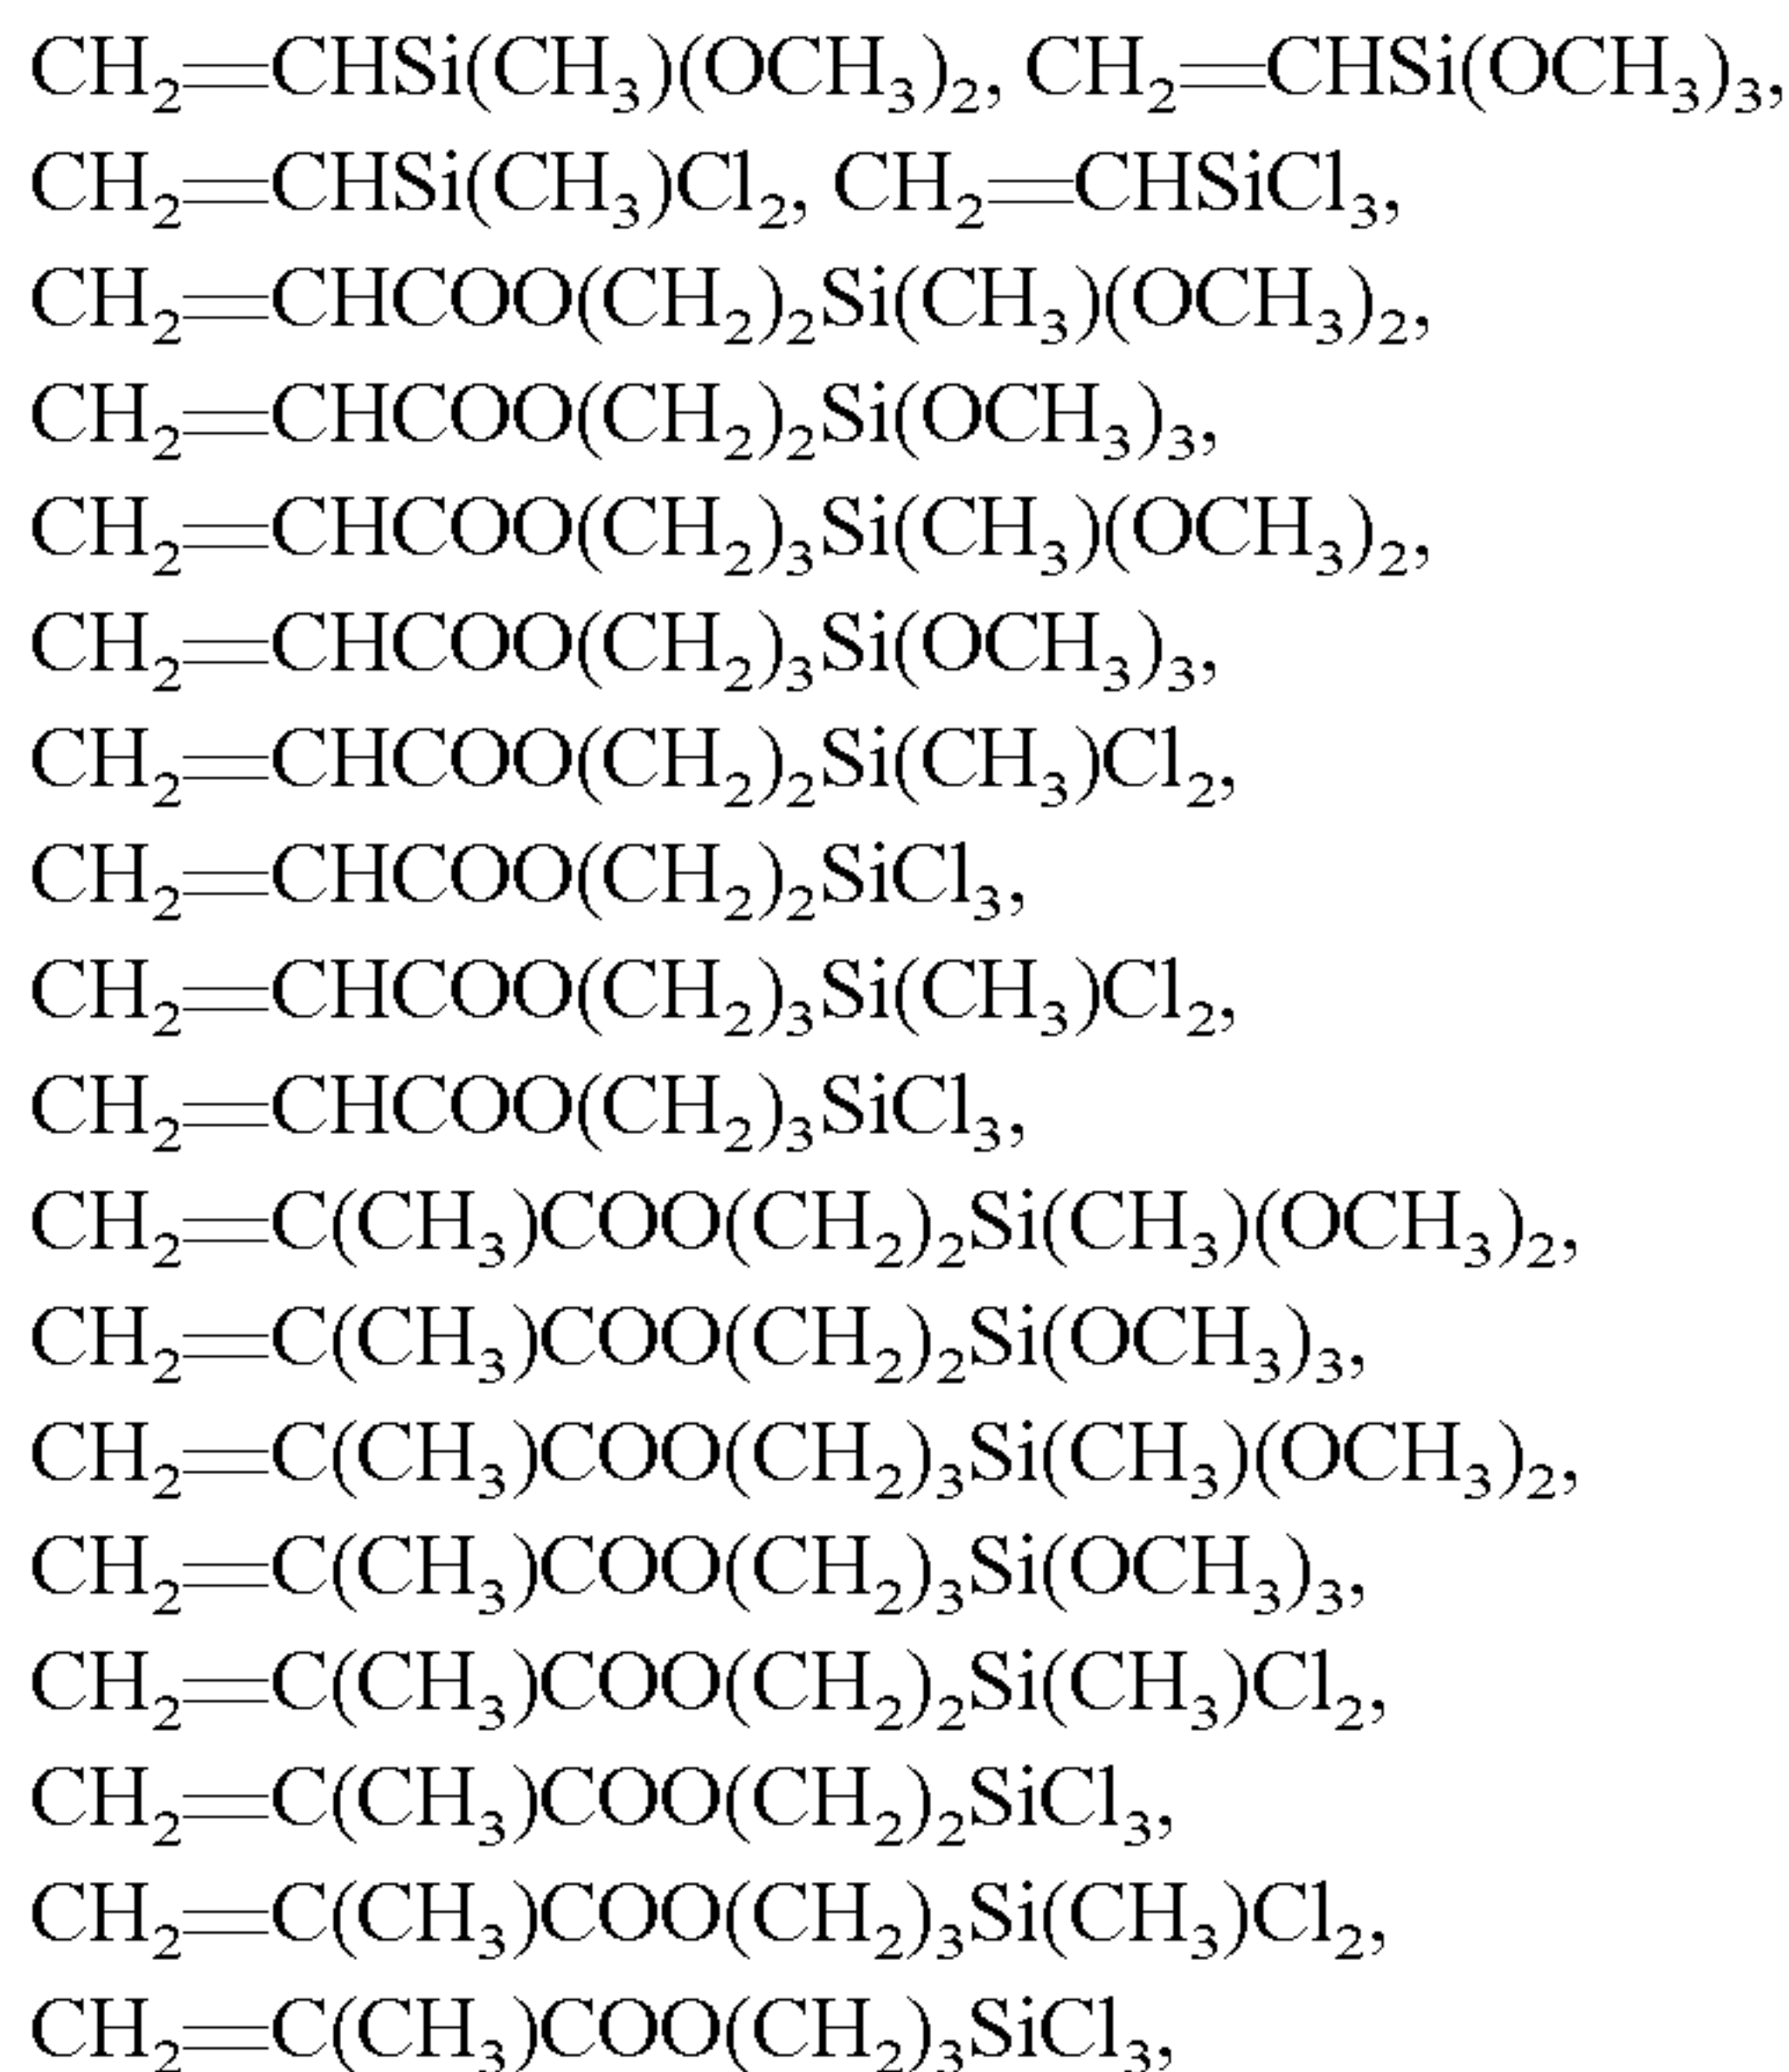 CH₂═CHSi(CH₃)(OCH₃)₂, CH₂═CHSi(OCH₃)₃,
CH₂═CHSi(CH₃)Cl₂, CH₂═CHSiCl₃,
CH₂═CHCOO(CH₂)₂Si(CH₃)(OCH₃)₂,
CH₂═CHCOO(CH₂)₂Si(OCH₃)₃,
CH₂═CHCOO(CH₂)₃Si(CH₃)(OCH₃)₂,
CH₂═CHCOO(CH₂)₃Si(OCH₃)₃,
CH₂═CHCOO(CH₂)₂Si(CH₃)Cl₂,
CH₂═CHCOO(CH₂)₂SiCl₃,
CH₂═CHCOO(CH₂)₃Si(CH₃)Cl₂,
CH₂═CHCOO(CH₂)₃SiCl₃,
CH₂═C(CH₃)COO(CH₂)₂Si(CH₃)(OCH₃)₂,
CH₂═C(CH₃)COO(CH₂)₂Si(OCH₃)₃,
CH₂═C(CH₃)COO(CH₂)₃Si(CH₃)(OCH₃)₂,
CH₂═C(CH₃)COO(CH₂)₃Si(OCH₃)₃,
CH₂═C(CH₃)COO(CH₂)₂Si(CH₃)Cl₂,
CH₂═C(CH₃)COO(CH₂)₂SiCl₃,
CH₂═C(CH₃)COO(CH₂)₃Si(CH₃)Cl₂,
CH₂═C(CH₃)COO(CH₂)₃SiCl₃,